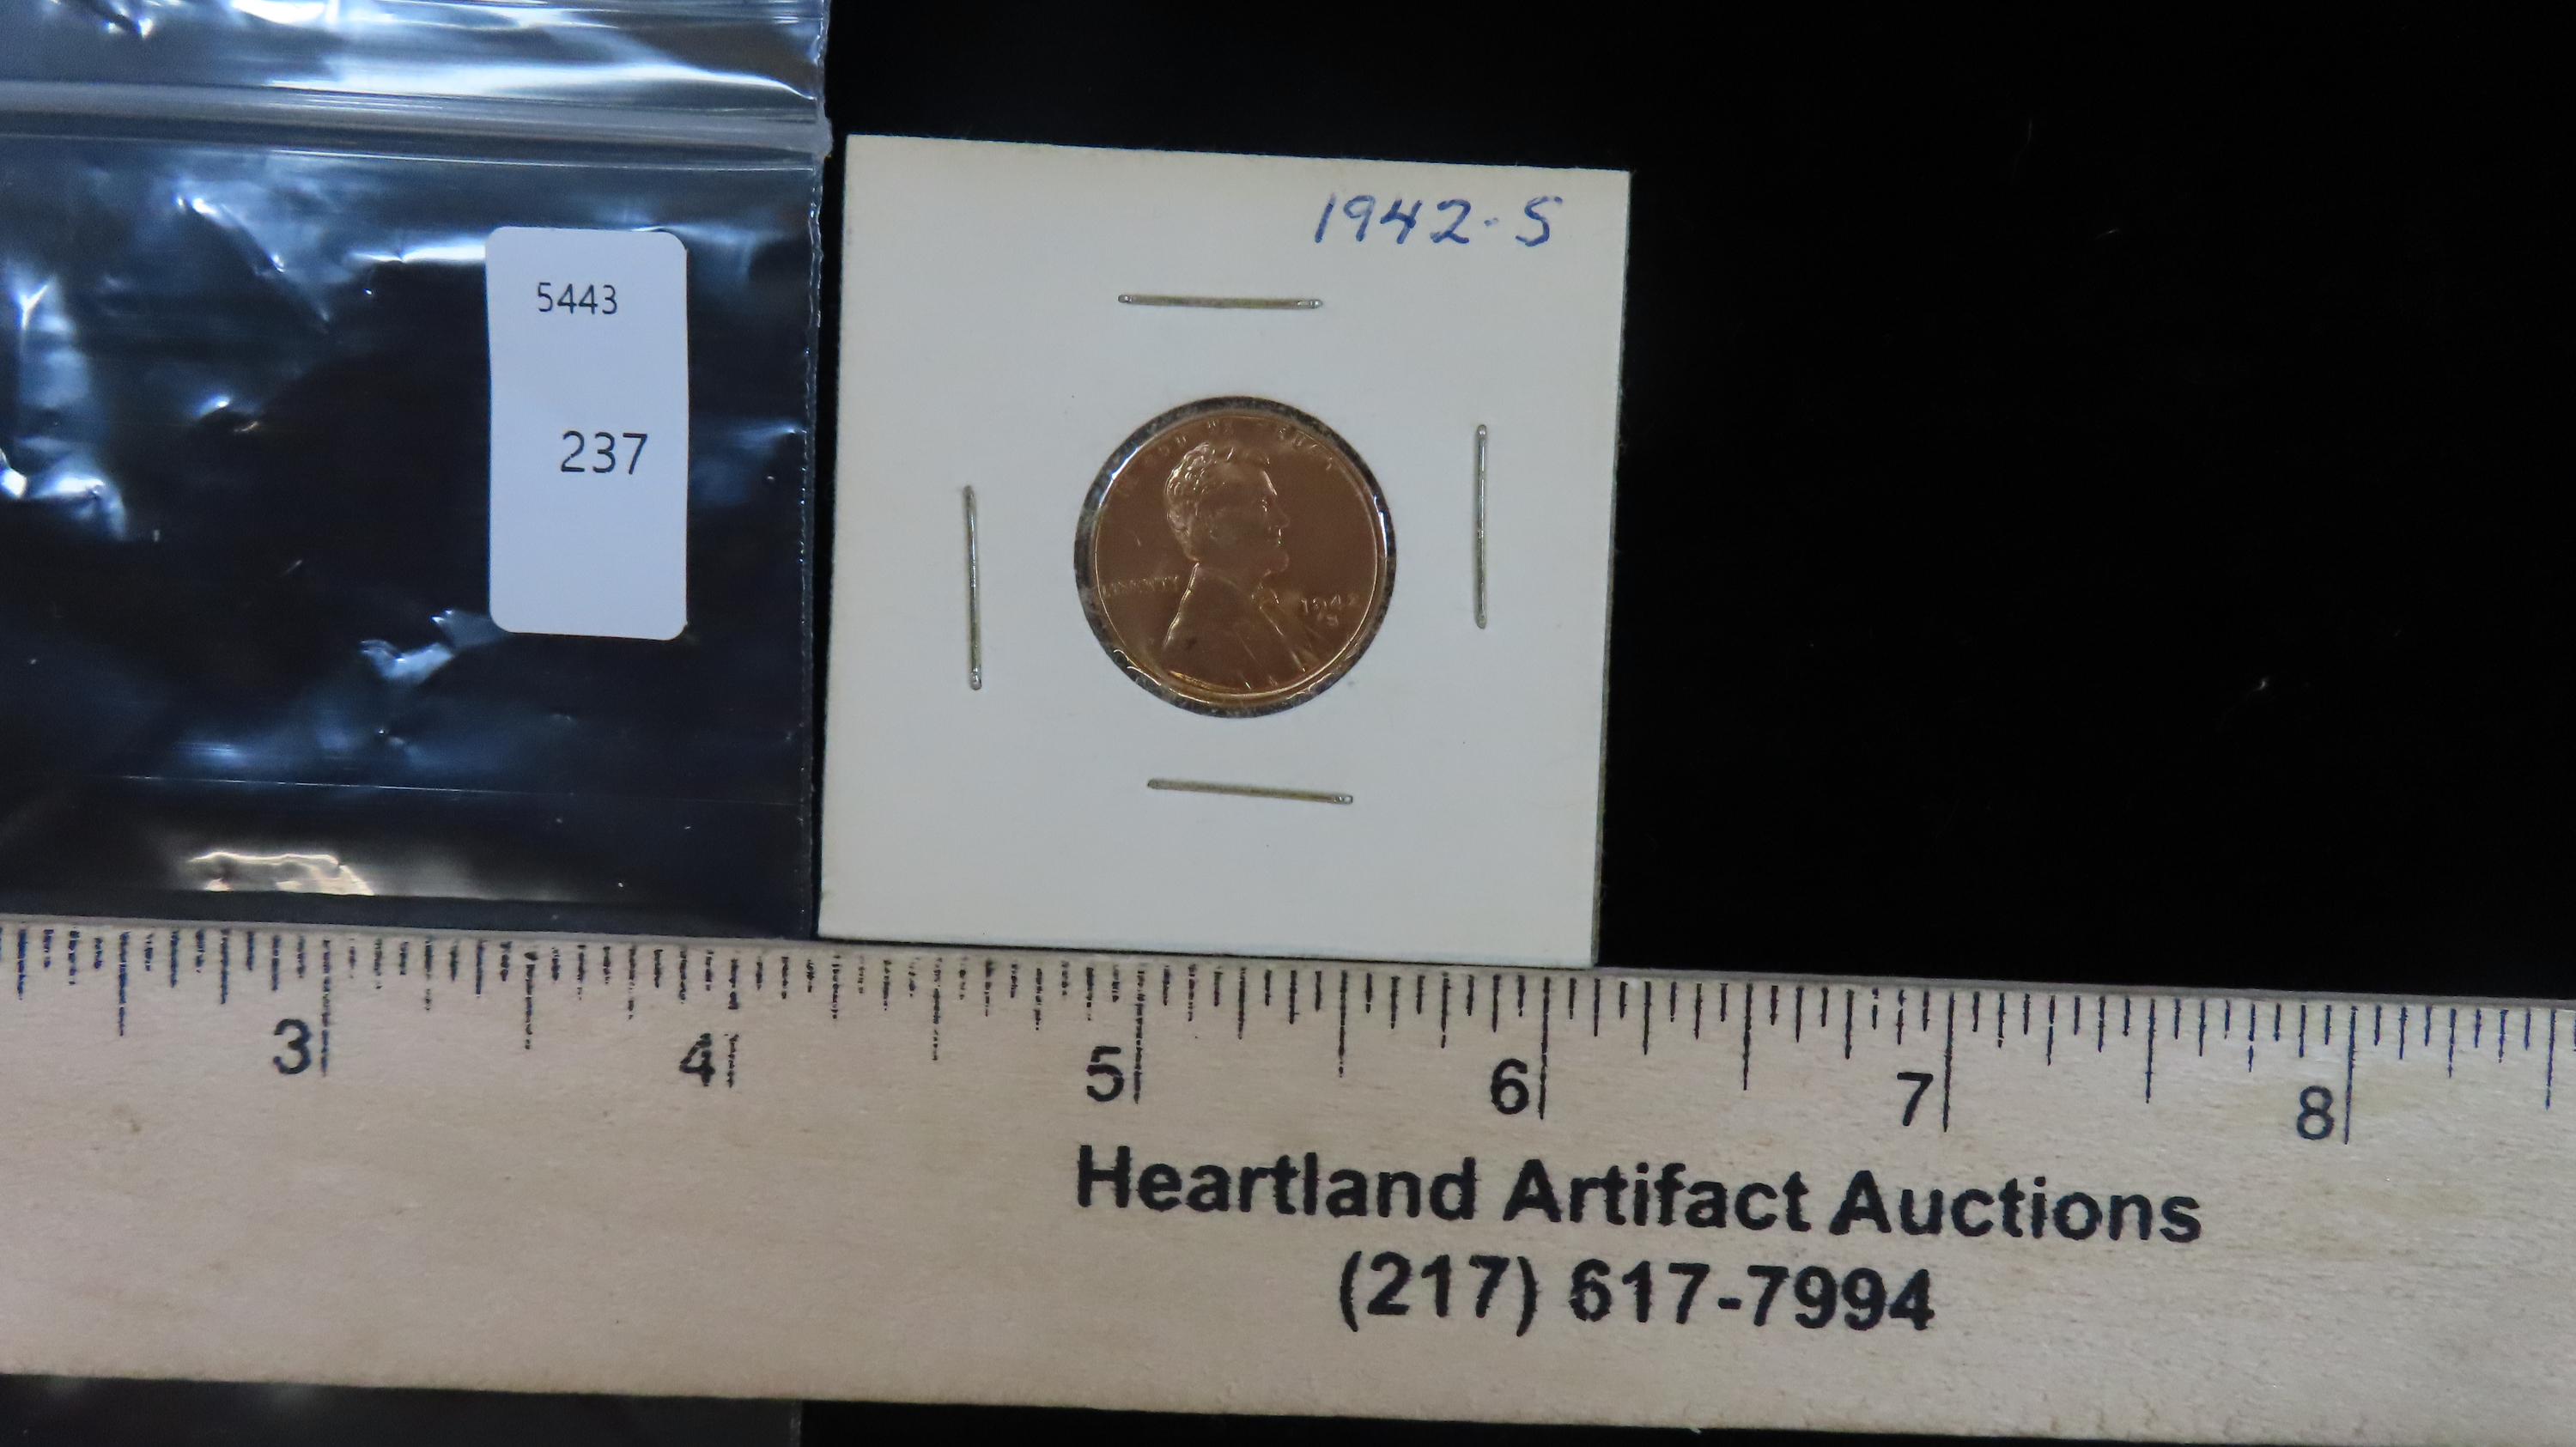 5443
237
1942-S
LIBERTY
1942
S
3 4 5 6 7 8
Heartland Artifact Auctions
(217) 617-7994